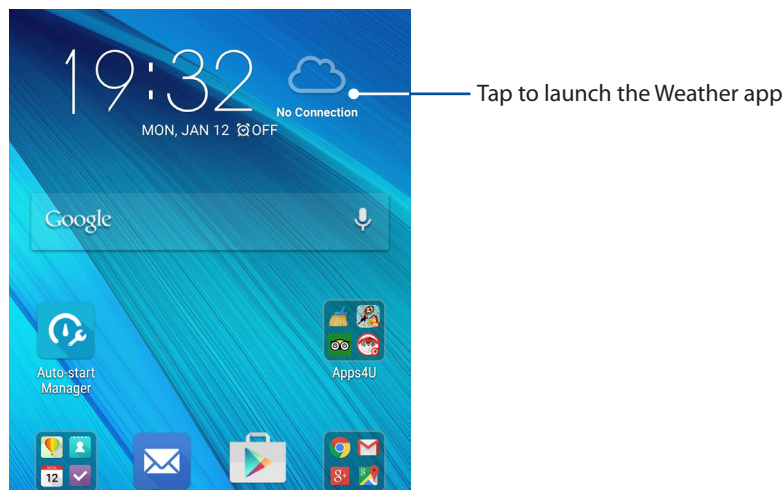 19:32
No Connection
MON, JAN 12 OFF
Tap to launch the Weather app
Google
Auto-start
Manager
Apps4U
12
8+